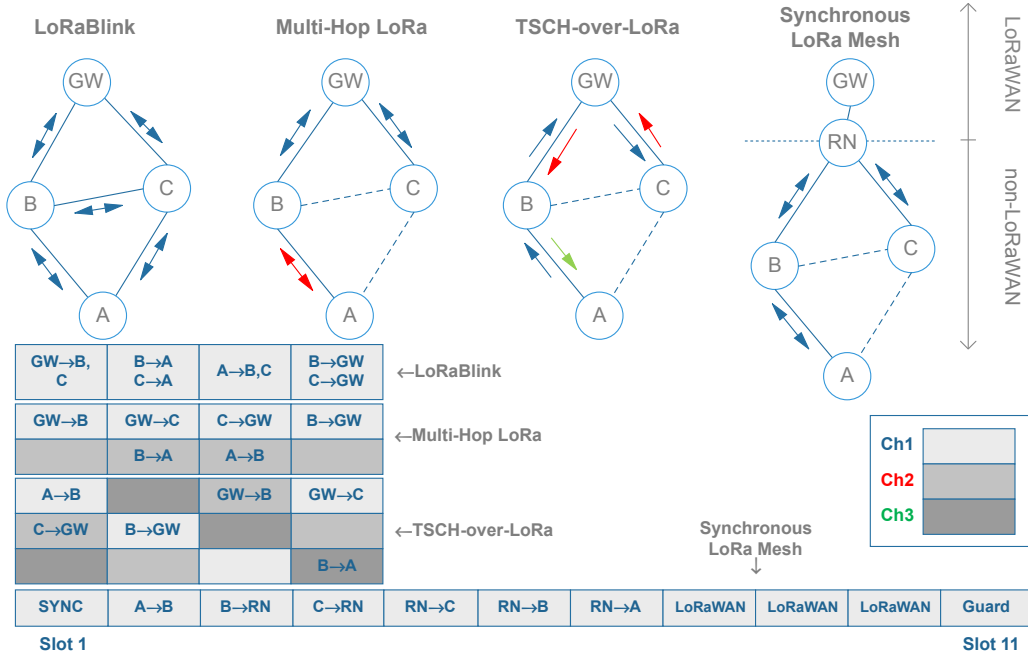 LoRaBlink
Multi-Hop LoRa
TSCH-over-LoRa
Synchronous
LoRa Mesh
LoRaWAN
non-LoRaWAN
GW
B
C
A
GW
B
C
A
GW
B
C
A
GW
RN
B
C
A
GW→B,
C
B→A
C→A
A→B,C
B→GW
C→GW
←LoRaBlink
GW→B
GW→C
C→GW
B→GW
B→A
A→B
←Multi-Hop LoRa
A→B
GW→B
GW→C
C→GW
B→GW
←TSCH-over-LoRa
B→A
Ch1
Ch2
Ch3
Synchronous
LoRa Mesh
↓
SYNC
A→B
B→RN
C→RN
RN→C
RN→B
RN→A
LoRaWAN
LoRaWAN
LoRaWAN
Guard
Slot 1
Slot 11